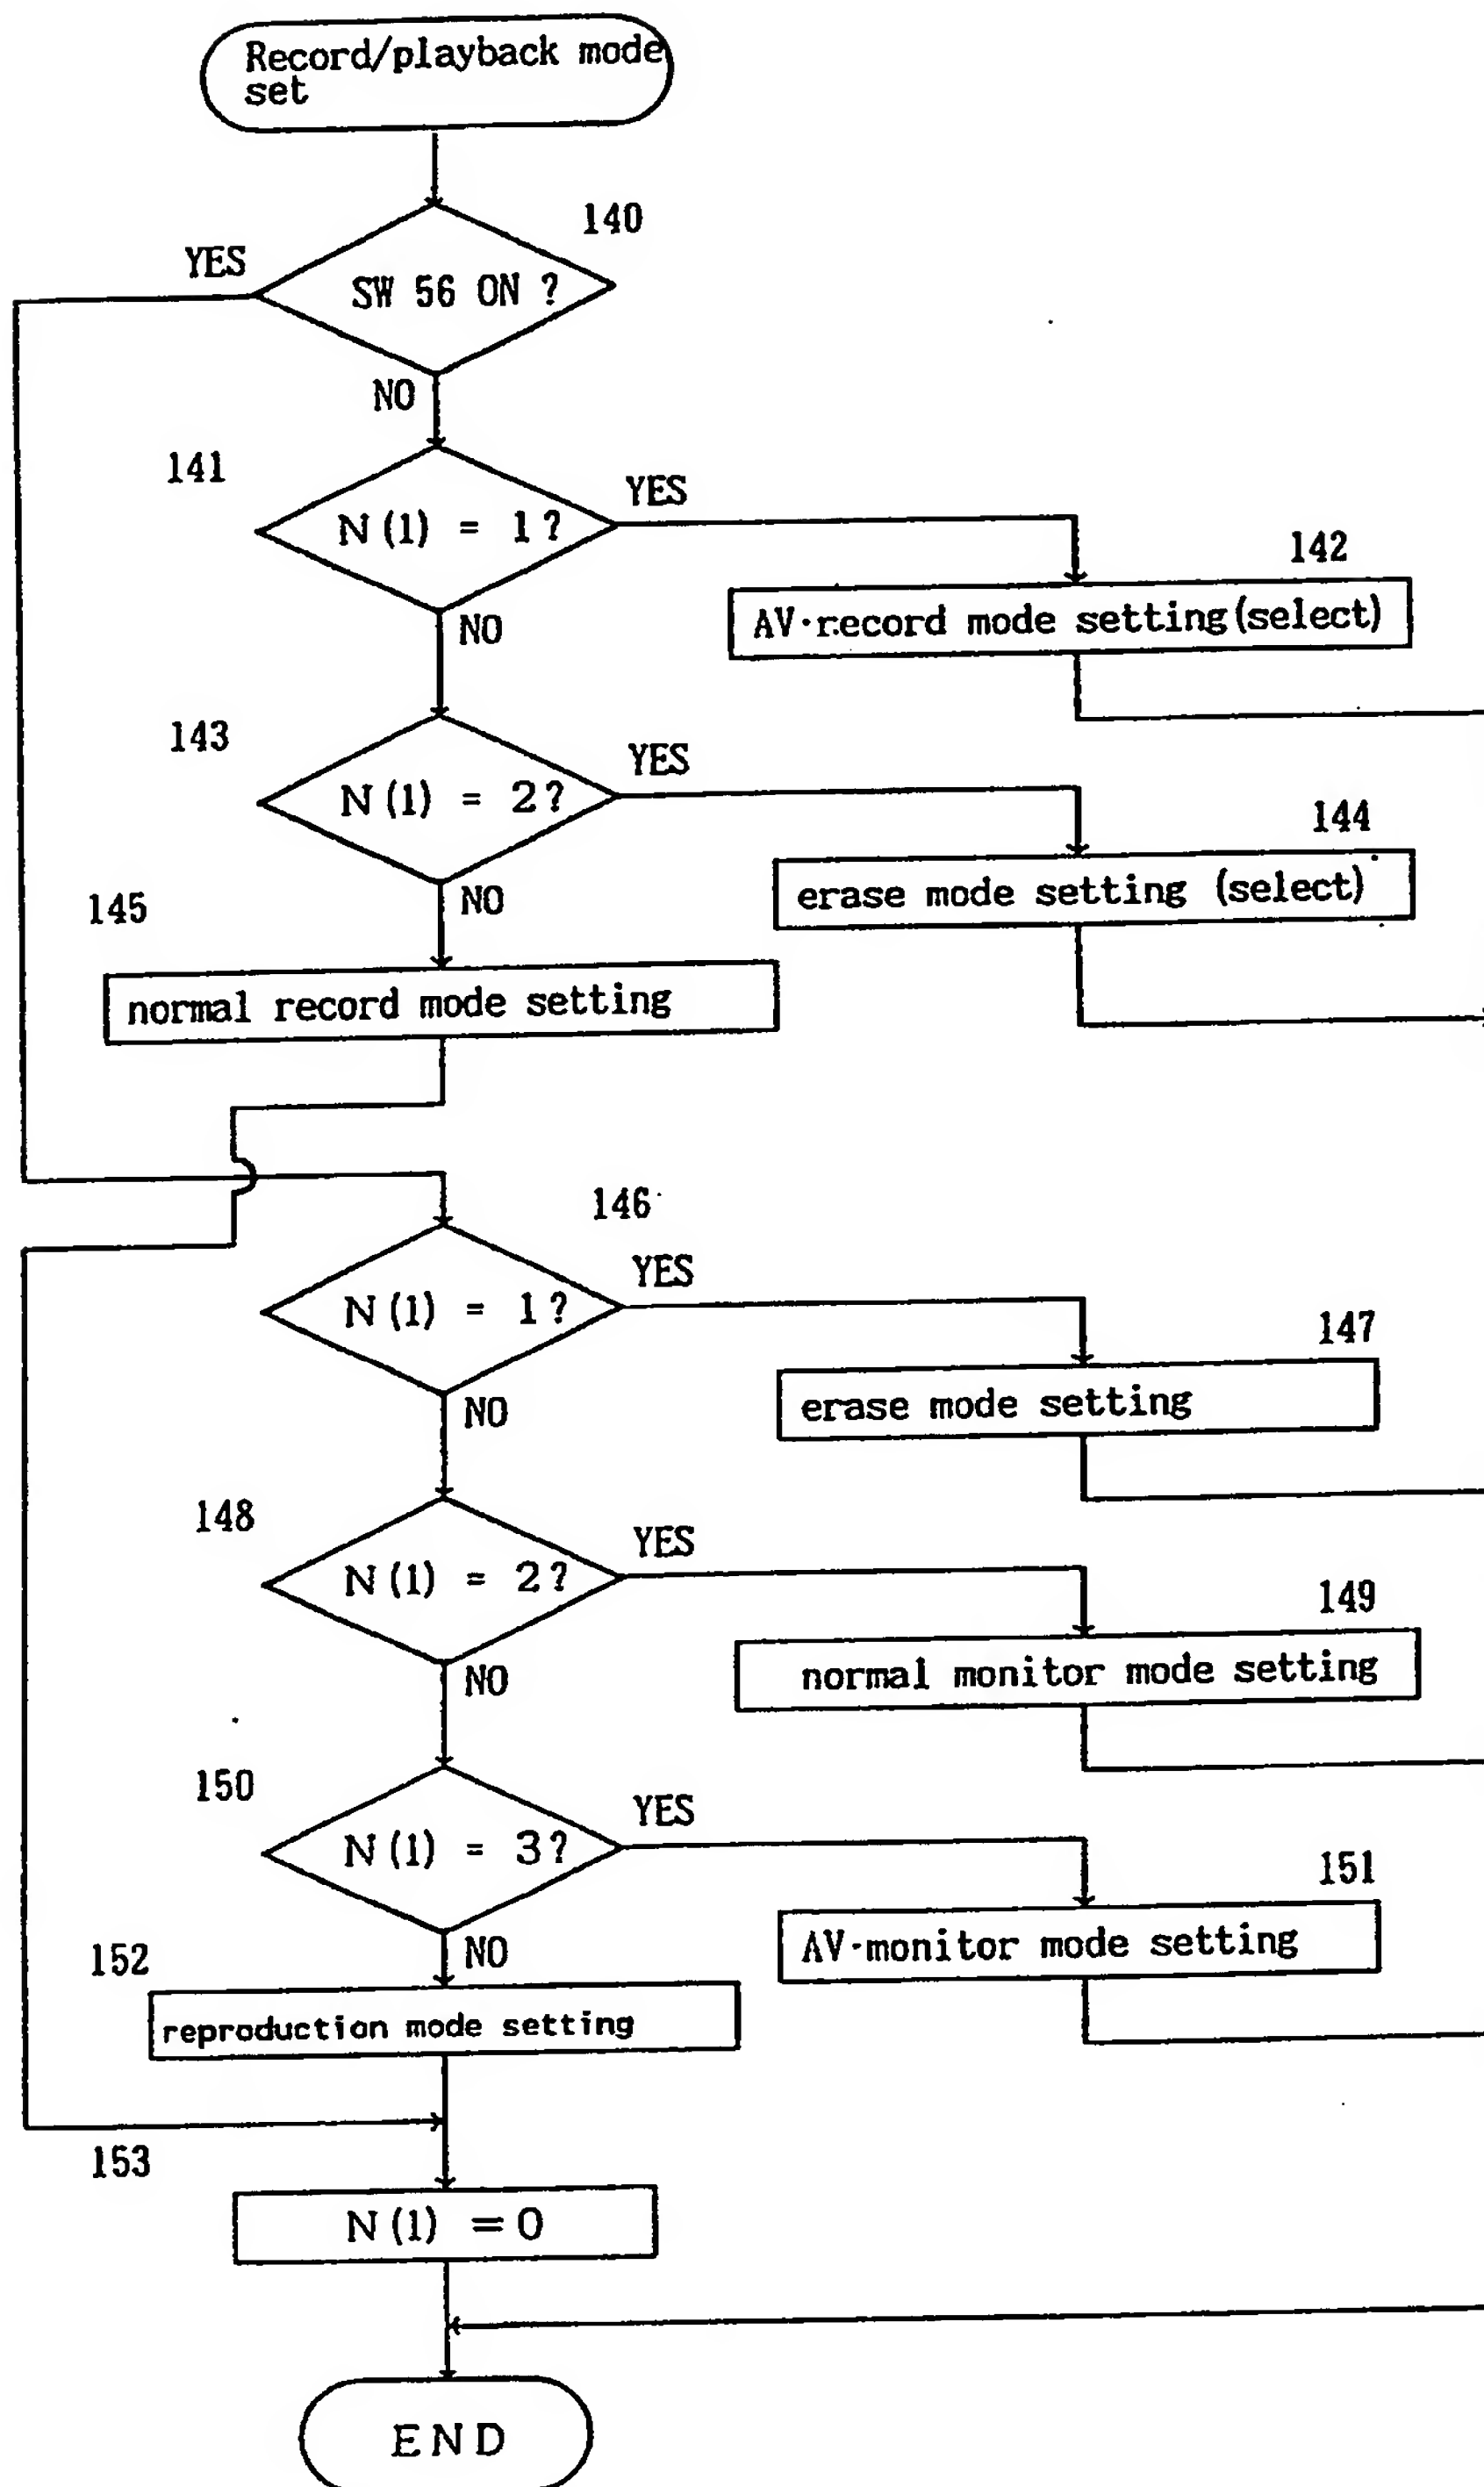 Record/playback mode
set
140
YES
SW 56 ON ?
NO
141
YES
N(1) = 1?
142
AV·record mode setting(select)
NO
143
YES
N(1) = 2?
144
erase mode setting (select)
NO
145
normal record mode setting
146
YES
N(1) = 1?
147
erase mode setting
NO
148
YES
N(1) = 2?
149
normal monitor mode setting
NO
150
YES
N(1) = 3?
151
AV·monitor mode setting
NO
152
reproduction mode setting
153
N(1) = 0
END